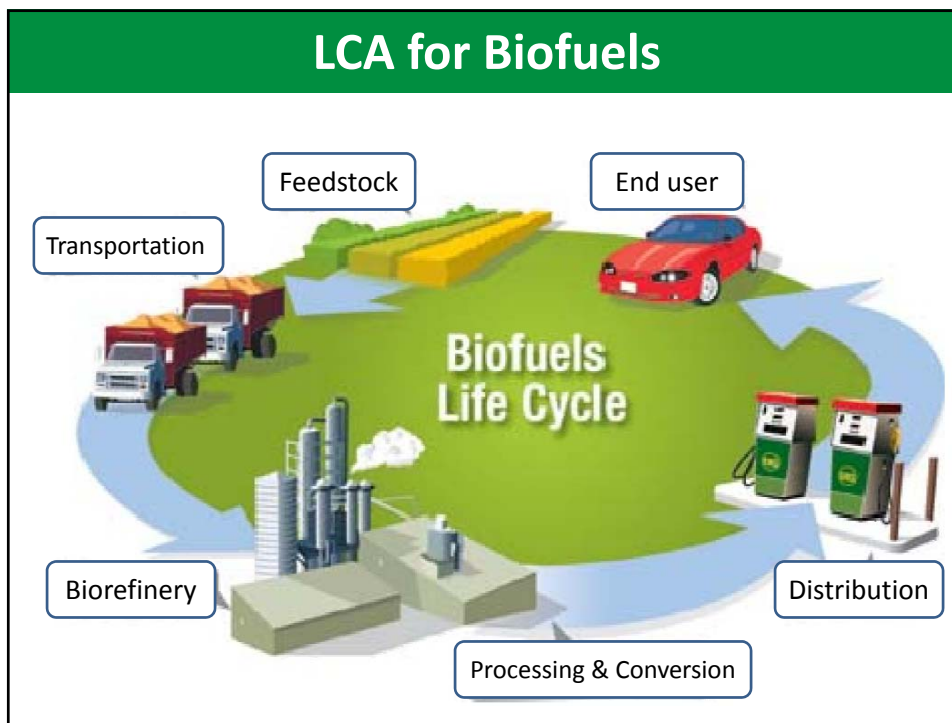 LCA for Biofuels
Feedstock
End user
Transportation
Biofuels
Life Cycle
Biorefinery
Distribution
Processing & Conversion